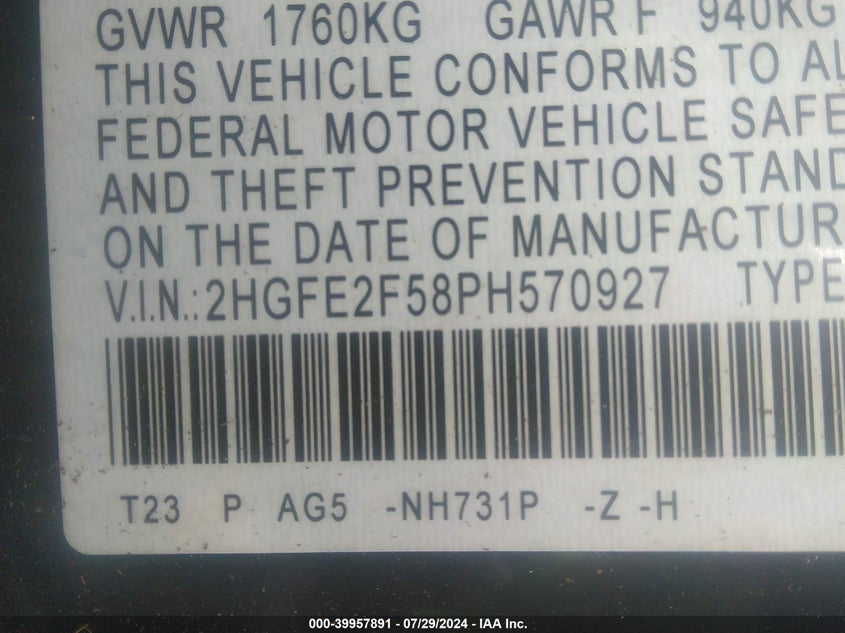 GVWR 1760KG GAWR F 940KG
THIS VEHICLE CONFORMS TO AL
FEDERAL MOTOR VEHICLE SAFE
AND THEFT PREVENTION STAND
ON THE DATE OF MANUFACTUR
V.I.N.:2HGFE2F58PH570927 TYPE
T23 P AG5 -NH731P -Z -H
000-39957891 - 07/29/2024 - IAA Inc.